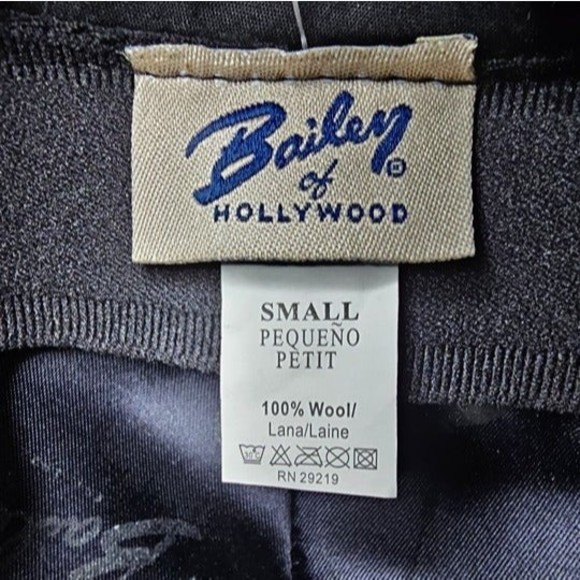 Bailey®
of
HOLLYWOOD
SMALL
PEQUEÑO
PETIT
100% Wool/
Lana/Laine
RN 29219